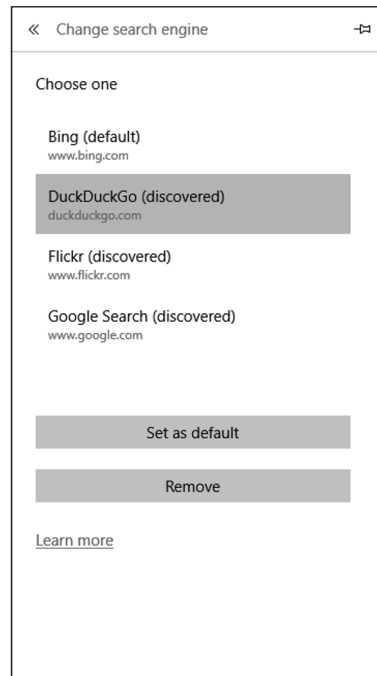 « Change search engine
Choose one
Bing (default)
www.bing.com
DuckDuckGo (discovered)
duckduckgo.com
Flickr (discovered)
www.flickr.com
Google Search (discovered)
www.google.com
Set as default
Remove
Learn more